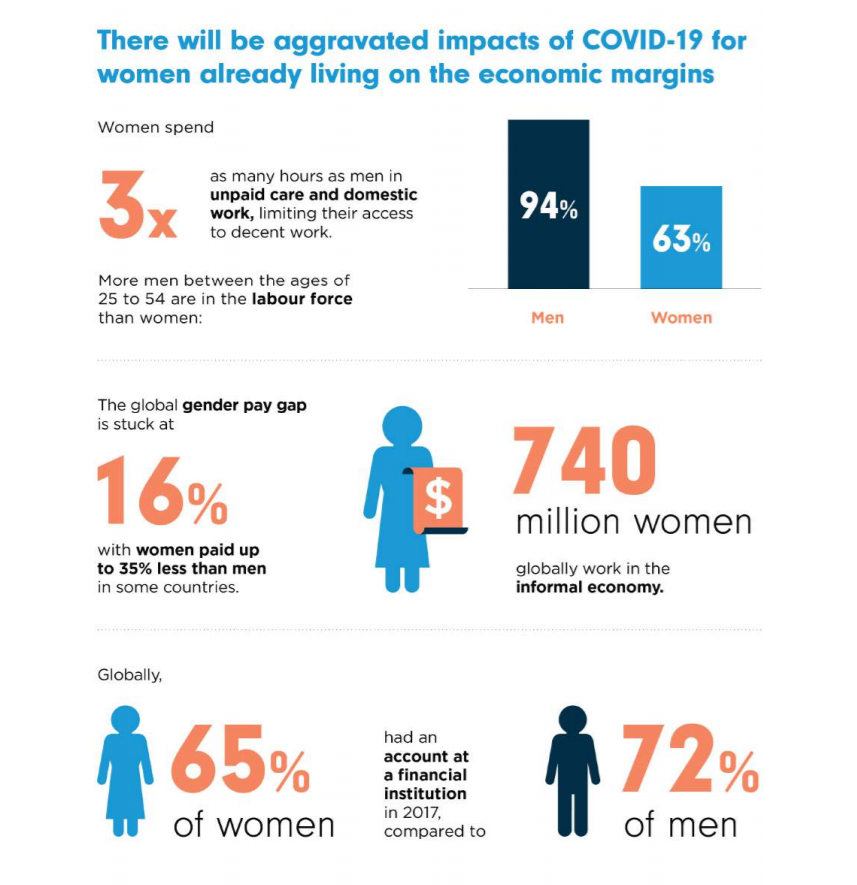 There will be aggravated impacts of COVID-19 for
women already living on the economic margins
Women spend
3x
as many hours as men in
unpaid care and domestic
work, limiting their access
to decent work.
More men between the ages of
25 to 54 are in the labour force
than women:
94%
63%
Men
Women
The global gender pay gap
is stuck at
16%
with women paid up
to 35% less than men
in some countries.
$
740
million women
globally work in the
informal economy.
Globally,
65%
of women
had an
account at
a financial
institution
in 2017,
compared to
72%
of men